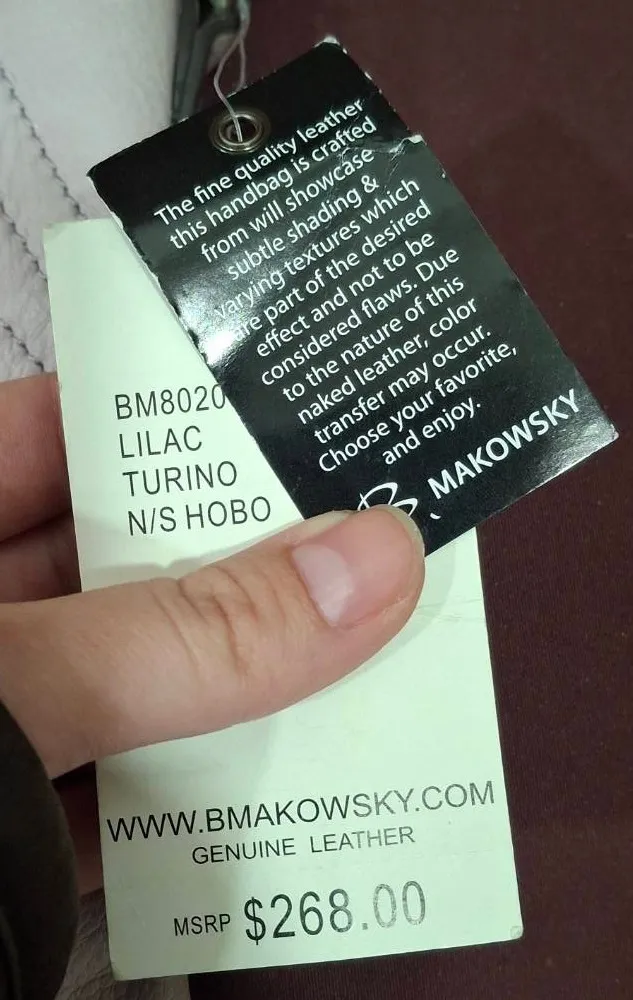 The fine quality leather
this handbag is crafted
from will showcase
subtle shading &
varying textures which
are part of the desired
effect and not to be
considered flaws. Due
to the nature of this
naked leather, color
transfer may occur.
Choose your favorite,
and enjoy.
B. MAKOWSKY
BM8020
LILAC
TURINO
N/S HOBO
WWW.BMAKOWSKY.COM
GENUINE LEATHER
MSRP $268.00